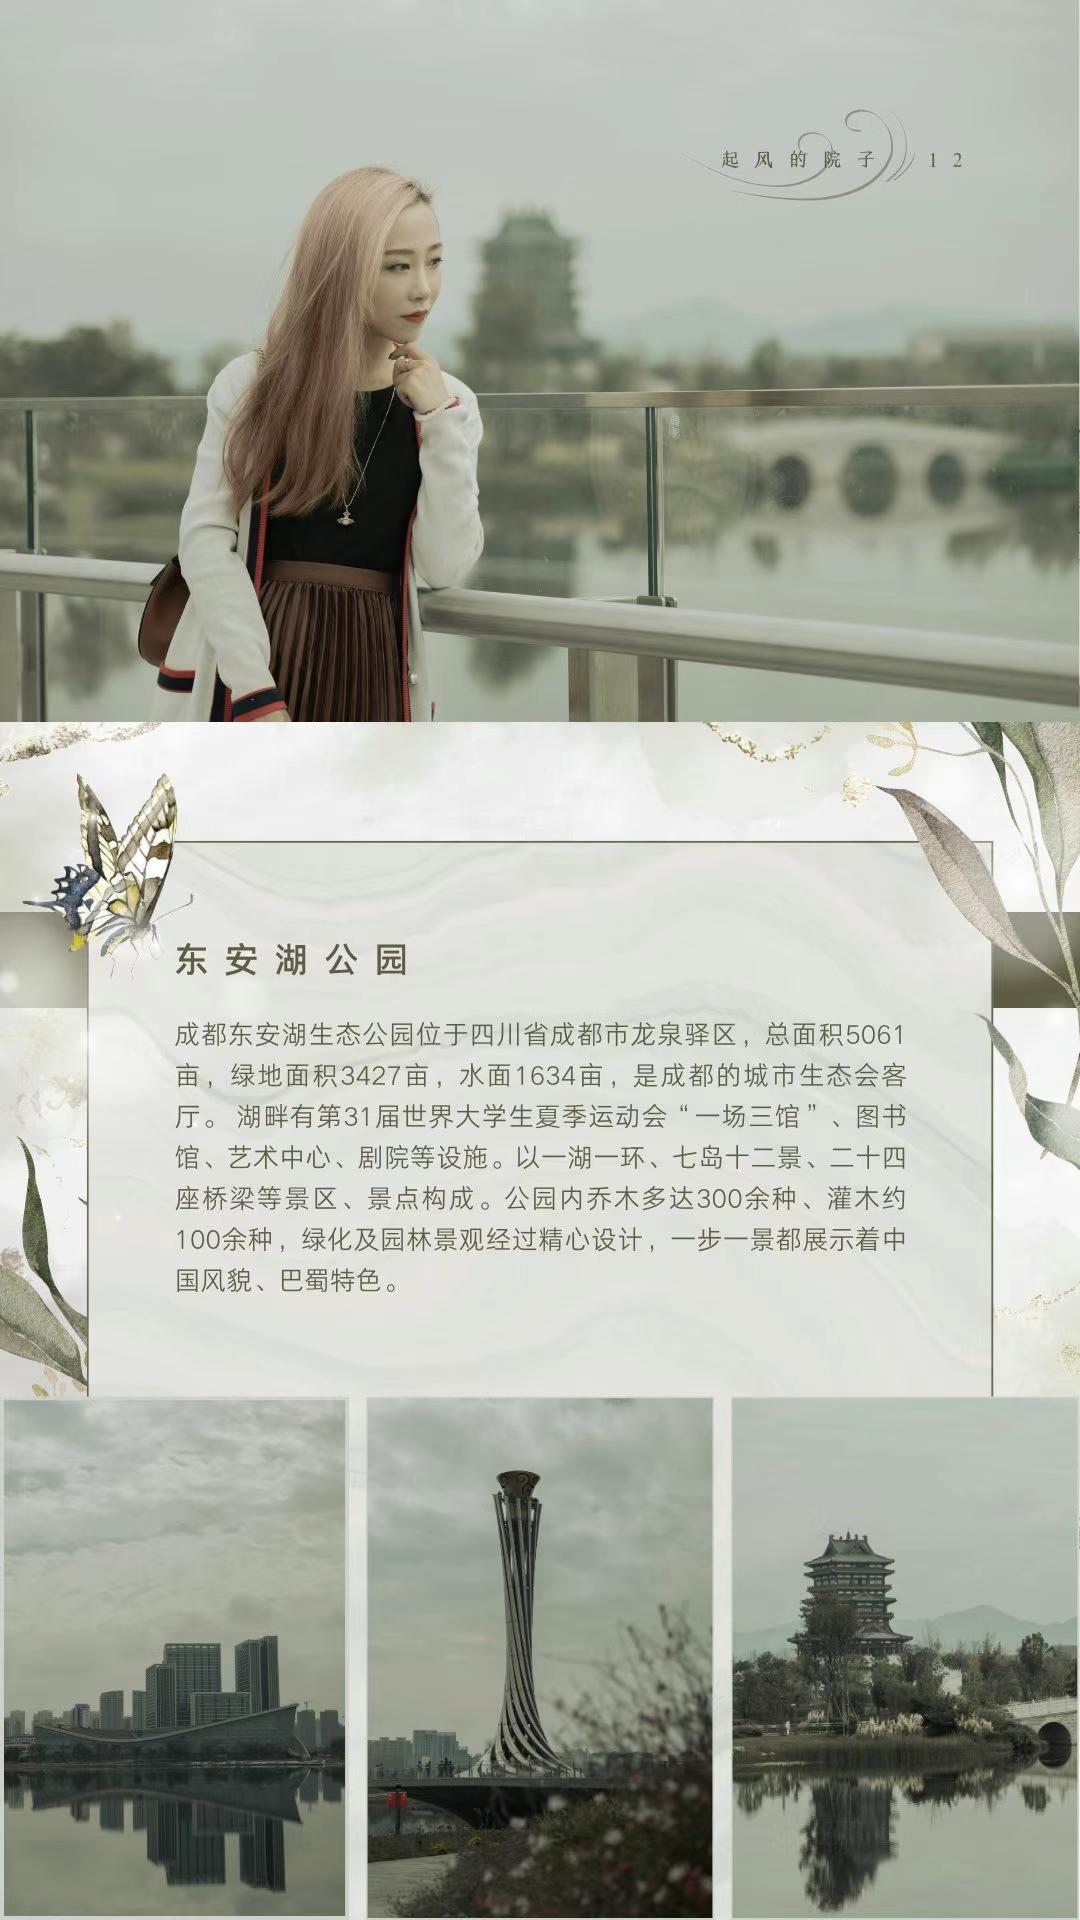 起风的院子 12
东安湖公园
成都东安湖生态公园位于四川省成都市龙泉驿区，总面积5061
亩，绿地面积3427亩，水面1634亩，是成都的城市生态会客
厅。湖畔有第31届世界大学生夏季运动会“一场三馆”、图书
馆、艺术中心、剧院等设施。以一湖一环、七岛十二景、二十四
座桥梁等景区、景点构成。公园内乔木多达300余种、灌木约
100余种，绿化及园林景观经过精心设计，一步一景都展示着中
国风貌、巴蜀特色。